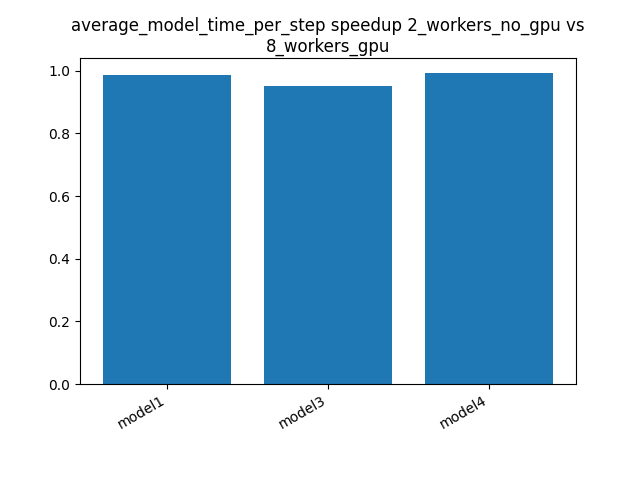 average_model_time_per_step speedup 2_workers_no_gpu vs
8_workers_gpu
1.0
0.8
0.6
0.4
0.2
0.0
model1
model3
model4